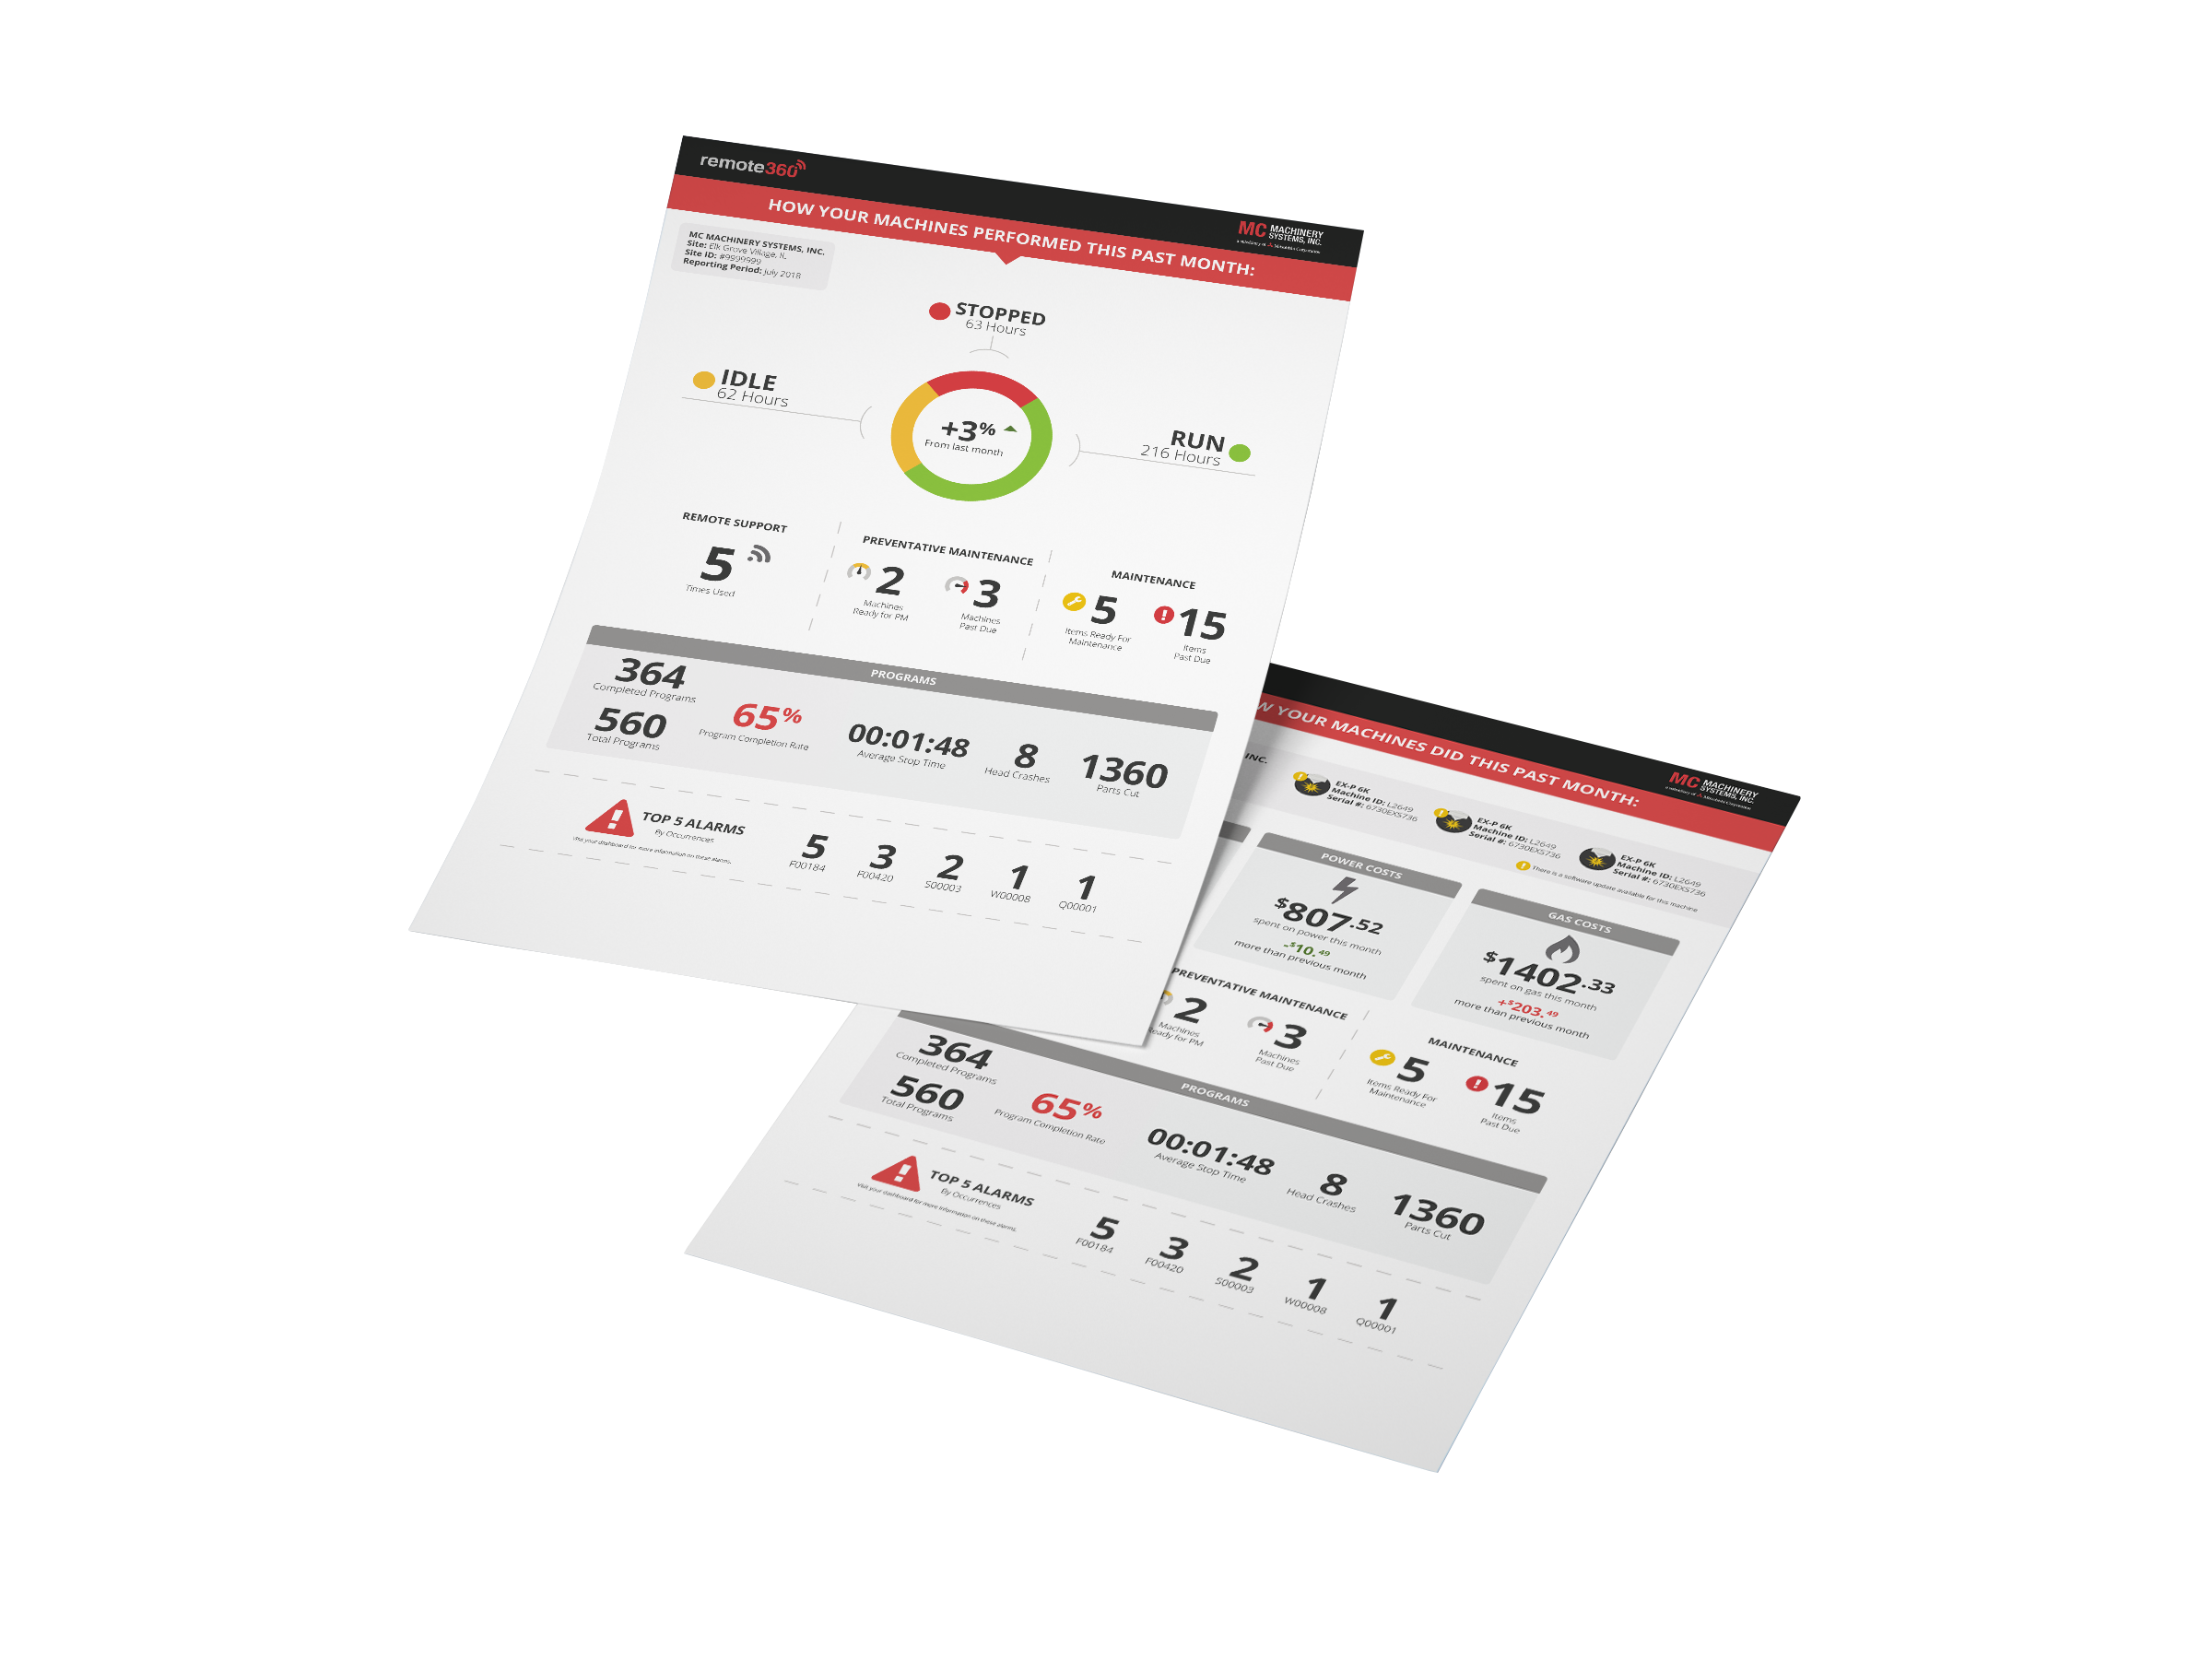 remote360
MC MACHINERY
SYSTEMS, INC.
a subsidiary of Mitsubishi Corporation
HOW YOUR MACHINES PERFORMED THIS PAST MONTH:
MC MACHINERY SYSTEMS, INC.
Site: Elk Grove Village, IL
Site ID: #9999999
Reporting Period: July 2018
STOPPED
63 Hours
IDLE
62 Hours
+3%
From last month
RUN
216 Hours
REMOTE SUPPORT
5
Times Used
PREVENTATIVE MAINTENANCE
2
Machines
Ready for PM
3
Machines
Past Due
MAINTENANCE
5
Items Ready For
Maintenance
15
Items
Past Due
PROGRAMS
364
Completed Programs
560
Total Programs
65%
Program Completion Rate
00:01:48
Average Stop Time
8
Head Crashes
1360
Parts Cut
TOP 5 ALARMS
By Occurrences
Visit your dashboard for more information on these alarms.
5
F00184
3
F00420
2
S00003
1
W00008
1
Q00001
MC MACHINERY
SYSTEMS, INC.
a subsidiary of Mitsubishi Corporation
W YOUR MACHINES DID THIS PAST MONTH:
INC.
EX-P 6K
Machine ID: L2649
Serial #: 6730EXS736
EX-P 6K
Machine ID: L2649
Serial #: 6730EXS736
EX-P 6K
Machine ID: L2649
Serial #: 6730EXS736
There is a software update available for this machine
POWER COSTS
$807.52
spent on power this month
-$10.49
more than previous month
GAS COSTS
$1402.33
spent on gas this month
+$203.49
more than previous month
PREVENTATIVE MAINTENANCE
2
Machines
Ready for PM
3
Machines
Past Due
MAINTENANCE
5
Items Ready For
Maintenance
15
Items
Past Due
PROGRAMS
364
Completed Programs
560
Total Programs
65%
Program Completion Rate
00:01:48
Average Stop Time
8
Head Crashes
1360
Parts Cut
TOP 5 ALARMS
By Occurrences
Visit your dashboard for more information on these alarms.
5
F00184
3
F00420
2
S00003
1
W00008
1
Q00001